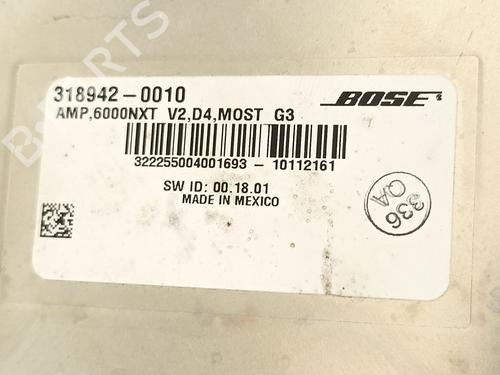 318942-0010
BOSE
AMP,6000NXT V2,D4,MOST G3
322255004001693 - 10112161
SW ID: 00.18.01
MADE IN MEXICO
336
QA
B-PARTS